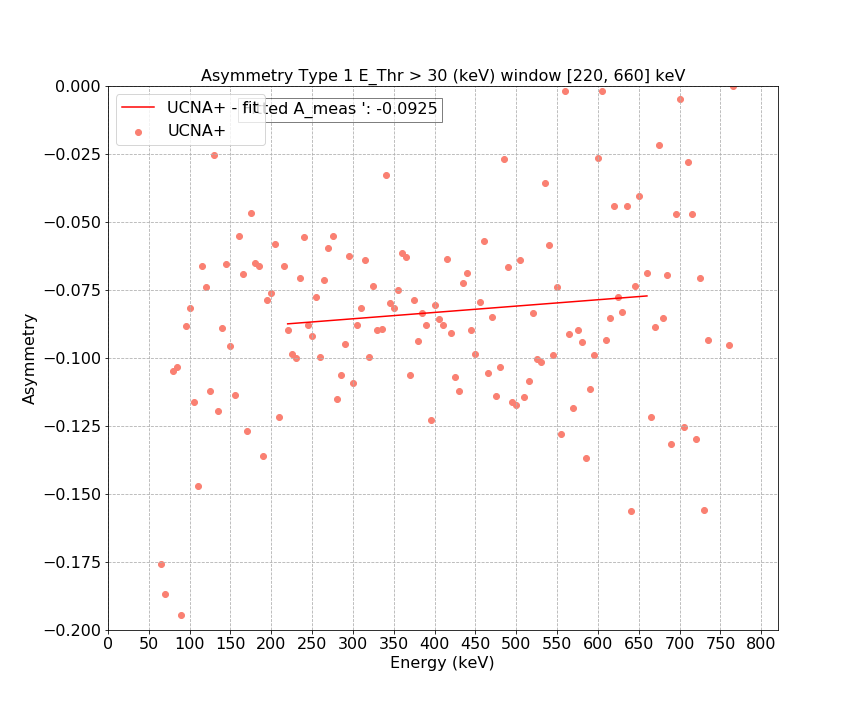 Asymmetry Type 1 E_Thr > 30 (keV) window [220, 660] keV
UCNA+ - fitted A_meas ': -0.0925
UCNA+
Asymmetry
0.000
−0.025
−0.050
−0.075
−0.100
−0.125
−0.150
−0.175
−0.200
0 50 100 150 200 250 300 350 400 450 500 550 600 650 700 750 800
Energy (keV)